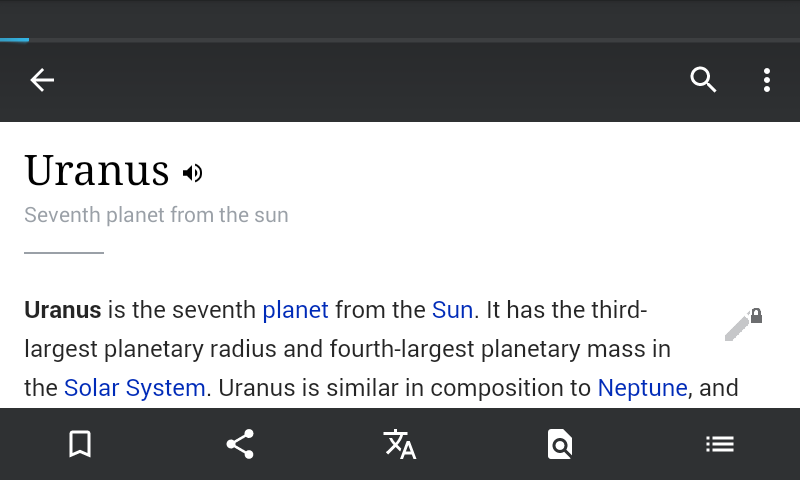 Uranus
Seventh planet from the sun
Uranus is the seventh planet from the Sun. It has the third-
largest planetary radius and fourth-largest planetary mass in
the Solar System. Uranus is similar in composition to Neptune, and